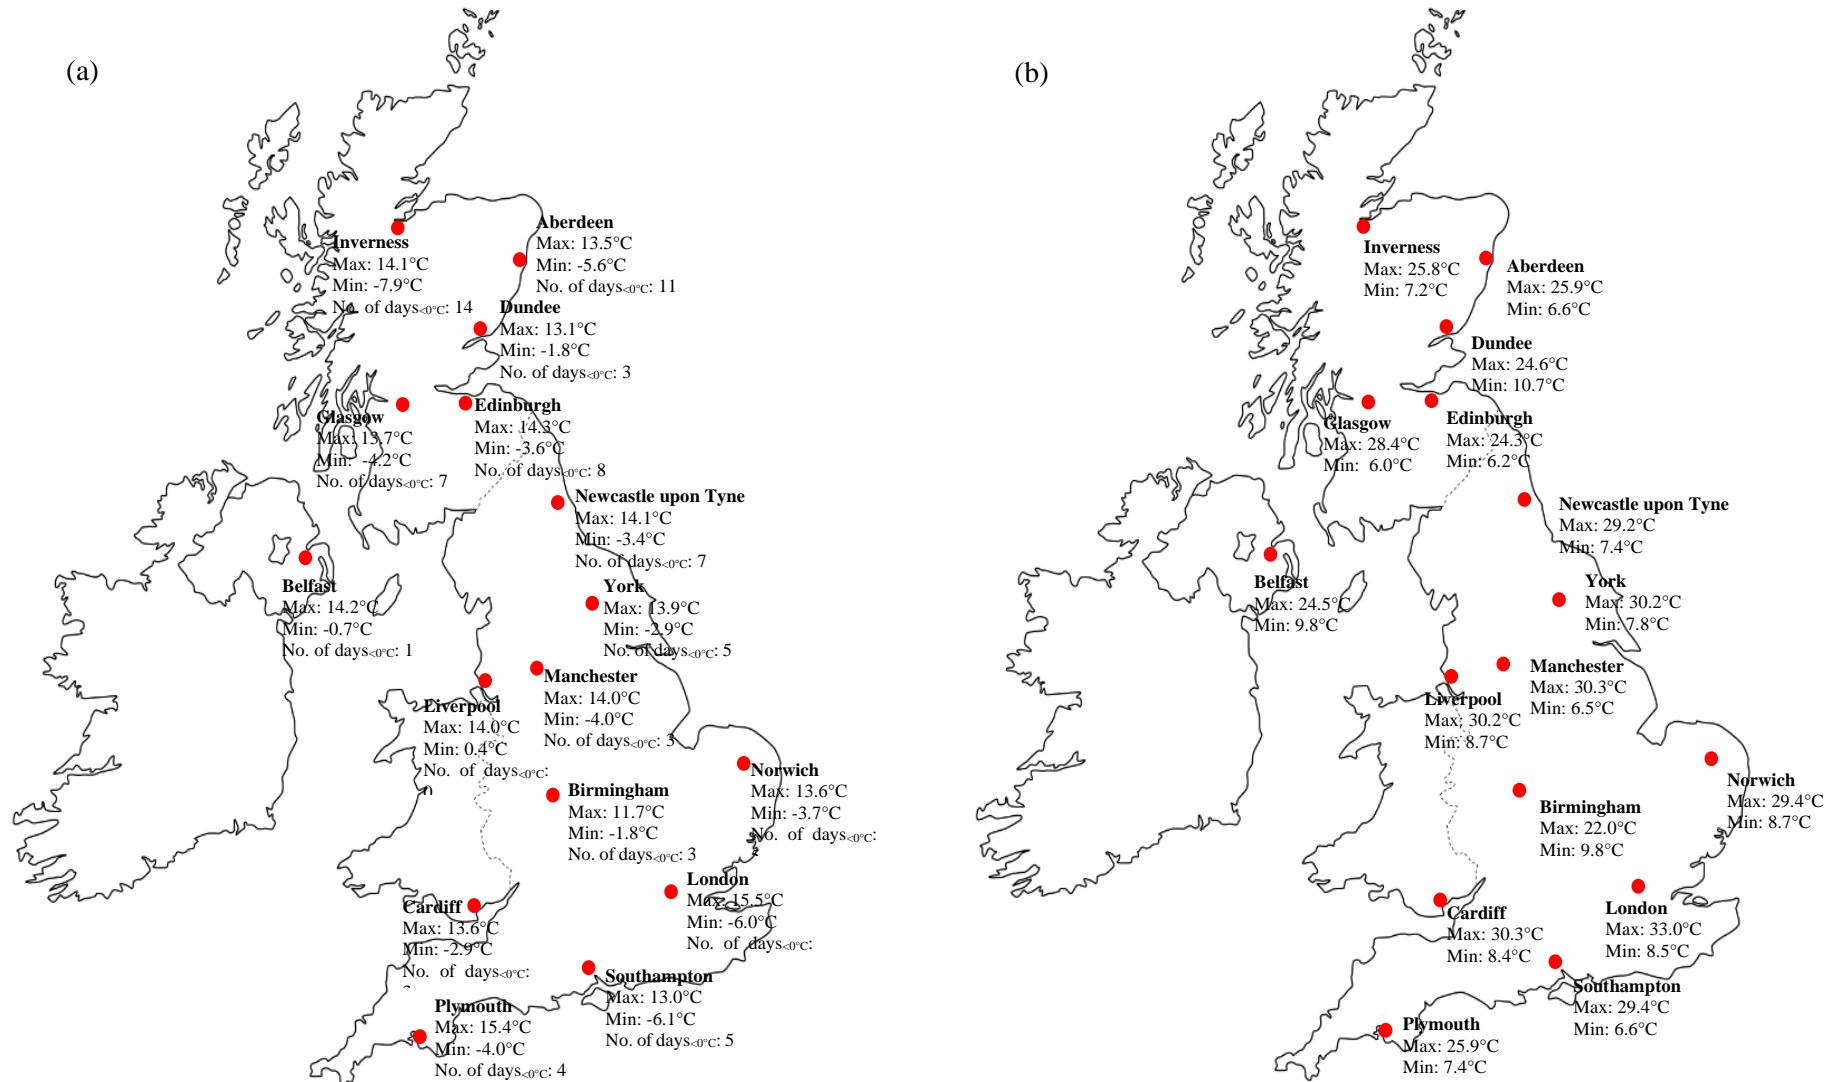 (a)
Inverness
Max: 14.1°C
Min: -7.9°C
No. of days<0°C: 14
Aberdeen
Max: 13.5°C
Min: -5.6°C
No. of days<0°C: 11
Dundee
Max: 13.1°C
Min: -1.8°C
No. of days<0°C: 3
Glasgow
Max: 13.7°C
Min: -4.2°C
No. of days<0°C: 7
Edinburgh
Max: 14.3°C
Min: -3.6°C
No. of days<0°C: 8
Newcastle upon Tyne
Max: 14.1°C
Min: -3.4°C
No. of days<0°C: 7
Belfast
Max: 14.2°C
Min: -0.7°C
No. of days<0°C: 1
York
Max: 13.9°C
Min: -2.9°C
No. of days<0°C: 5
Manchester
Max: 14.0°C
Min: -4.0°C
No. of days<0°C: 3
Liverpool
Max: 14.0°C
Min: 0.4°C
No. of days<0°C:
Norwich
Max: 13.6°C
Min: -3.7°C
No. of days<0°C:
Birmingham
Max: 11.7°C
Min: -1.8°C
No. of days<0°C: 3
London
Max: 15.5°C
Min: -6.0°C
No. of days<0°C:
Cardiff
Max: 13.6°C
Min: -2.9°C
No. of days<0°C:
Southampton
Max: 13.0°C
Min: -6.1°C
No. of days<0°C: 5
Plymouth
Max: 15.4°C
Min: -4.0°C
No. of days<0°C: 4
(b)
Inverness
Max: 25.8°C
Min: 7.2°C
Aberdeen
Max: 25.9°C
Min: 6.6°C
Dundee
Max: 24.6°C
Min: 10.7°C
Glasgow
Max: 28.4°C
Min: 6.0°C
Edinburgh
Max: 24.3°C
Min: 6.2°C
Newcastle upon Tyne
Max: 29.2°C
Min: 7.4°C
Belfast
Max: 24.5°C
Min: 9.8°C
York
Max: 30.2°C
Min: 7.8°C
Manchester
Max: 30.3°C
Min: 6.5°C
Liverpool
Max: 30.2°C
Min: 8.7°C
Norwich
Max: 29.4°C
Min: 8.7°C
Birmingham
Max: 22.0°C
Min: 9.8°C
London
Max: 33.0°C
Min: 8.5°C
Cardiff
Max: 30.3°C
Min: 8.4°C
Southampton
Max: 29.4°C
Min: 6.6°C
Plymouth
Max: 25.9°C
Min: 7.4°C